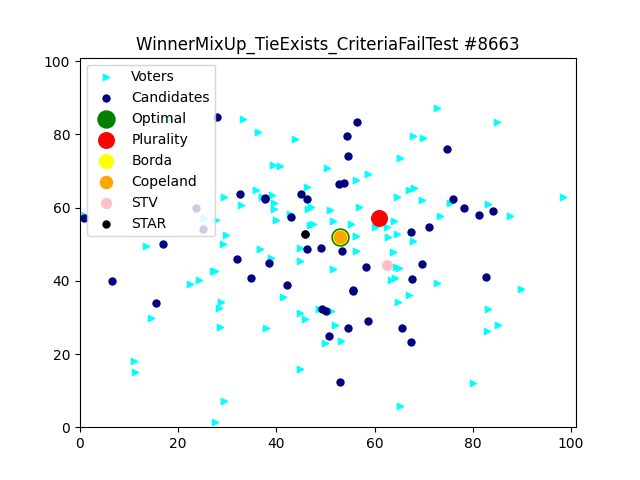 WinnerMixUp_TieExists_CriteriaFailTest #8663
100
80
60
40
20
0
Voters
Candidates
Optimal
Plurality
Borda
Copeland
STV
STAR
0 20 40 60 80 100